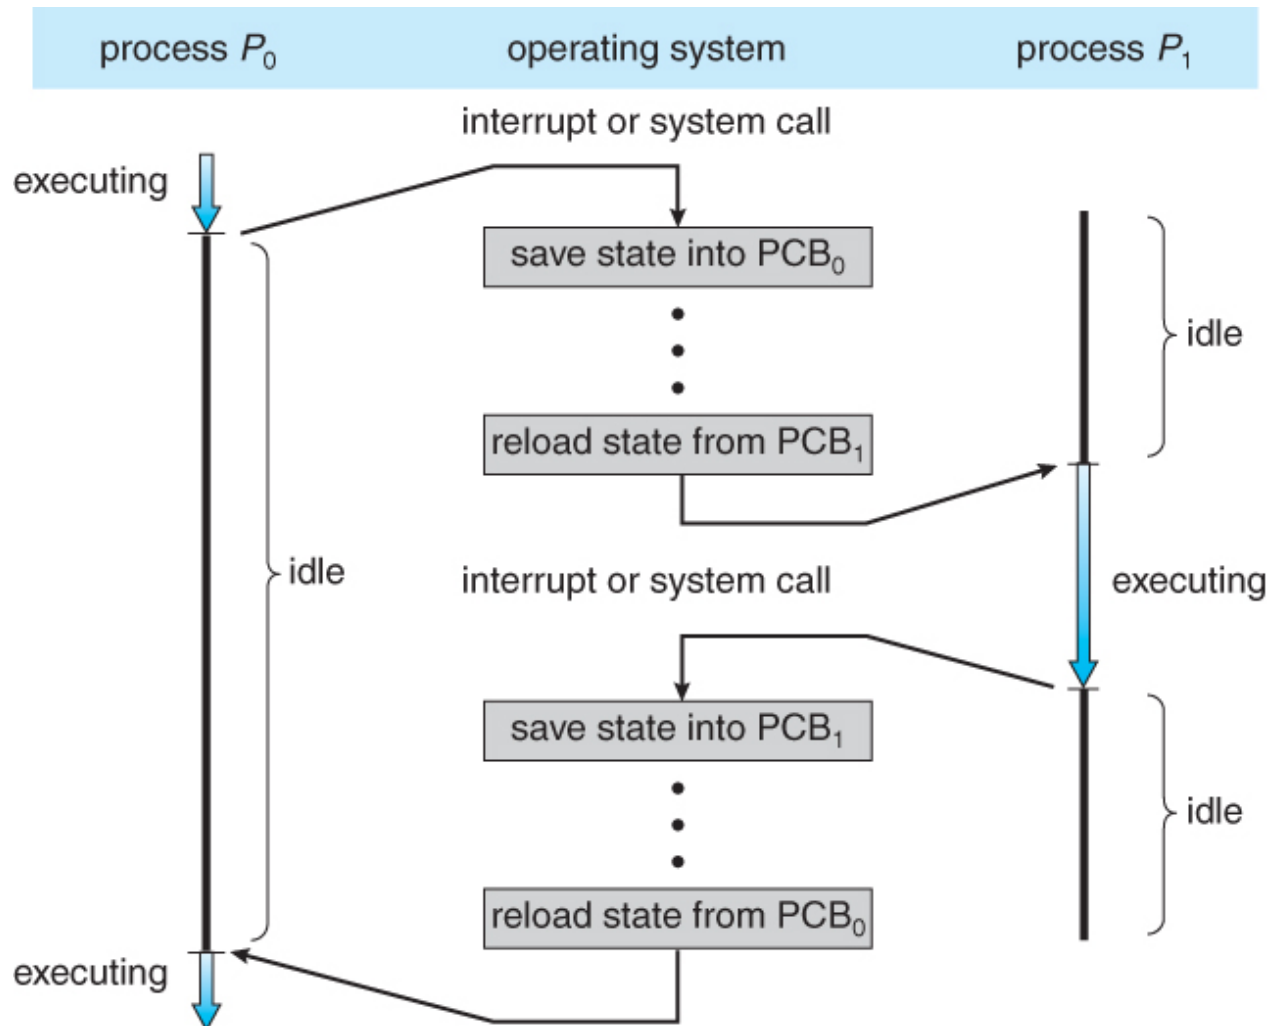 process P₀ operating system process P₁
interrupt or system call
executing
save state into PCB₀
idle
reload state from PCB₁
idle
interrupt or system call
executing
save state into PCB₁
idle
reload state from PCB₀
executing